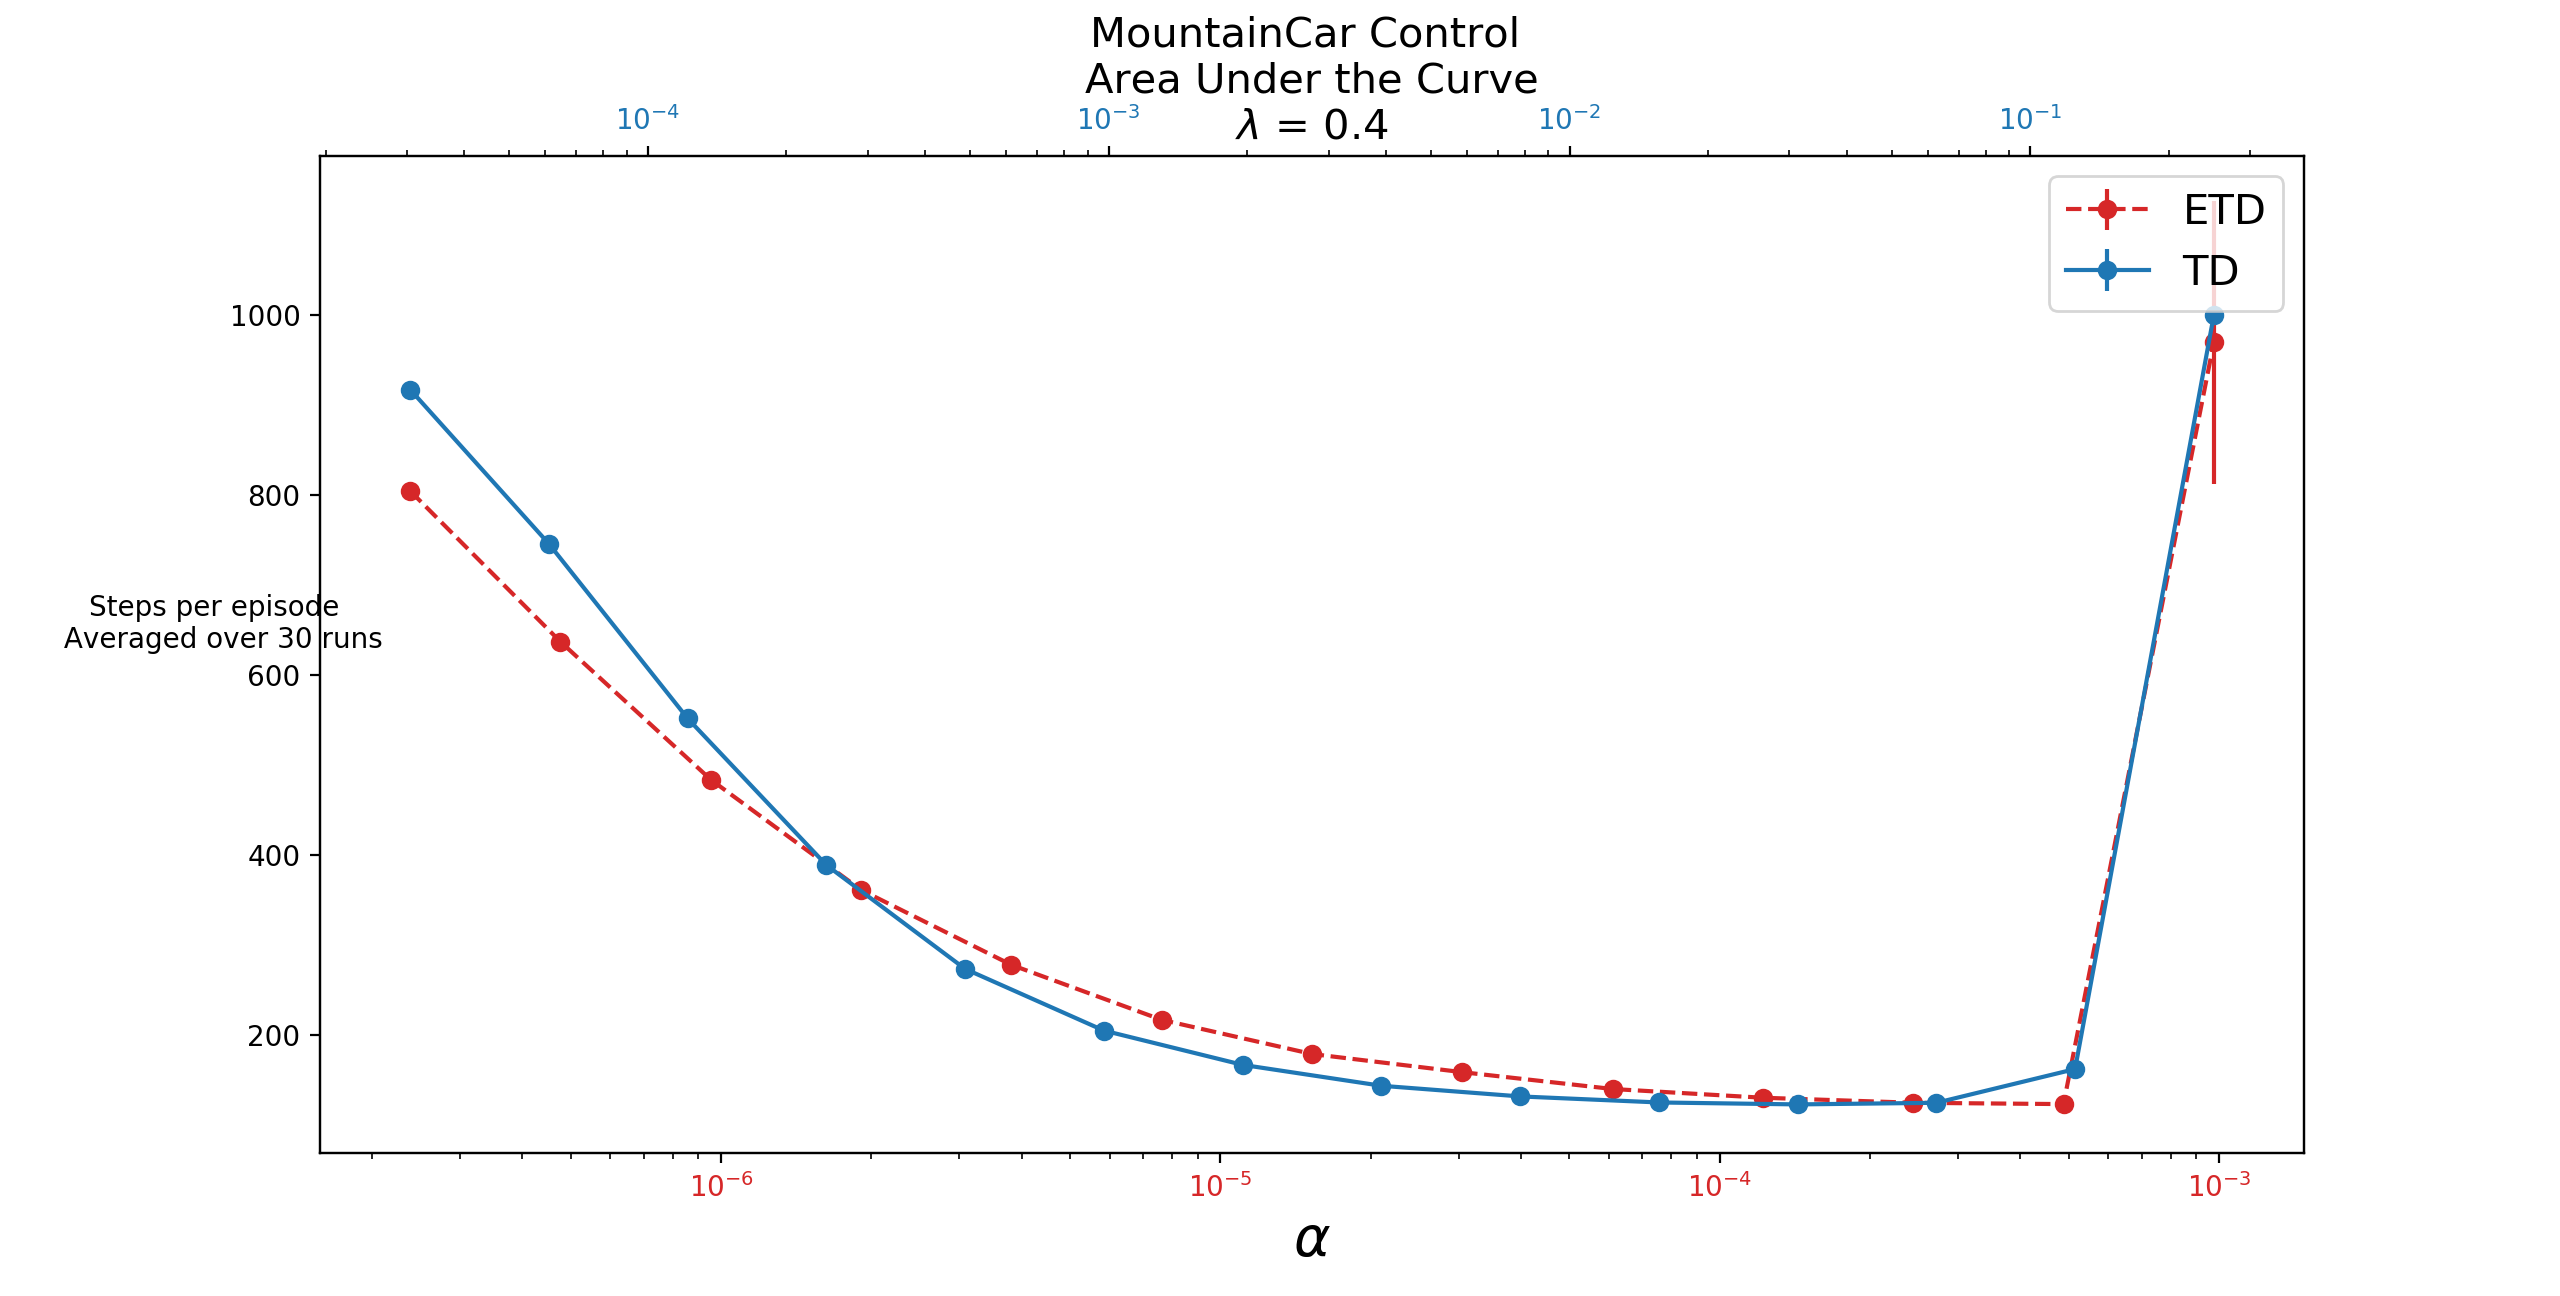 MountainCar Control
Area Under the Curve
λ = 0.4
10⁻⁴ 10⁻³ 10⁻² 10⁻¹
ETD
TD
1000
800
Steps per episode
Averaged over 30 runs
600
400
200
10⁻⁶ 10⁻⁵ 10⁻⁴ 10⁻³
α